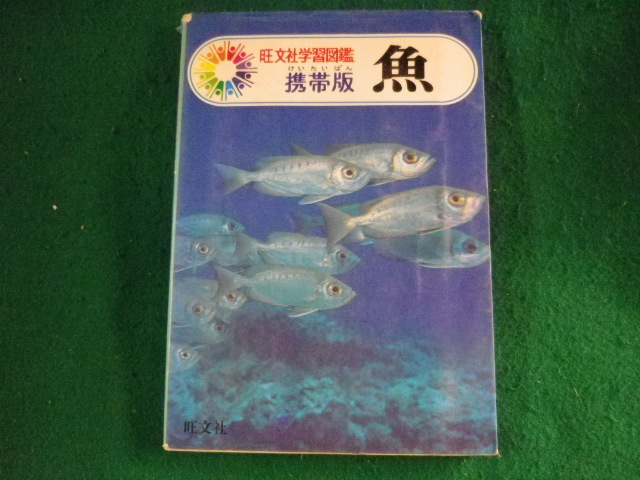 旺文社学習図鑑
けいたいばん
携帯版
魚
旺文社